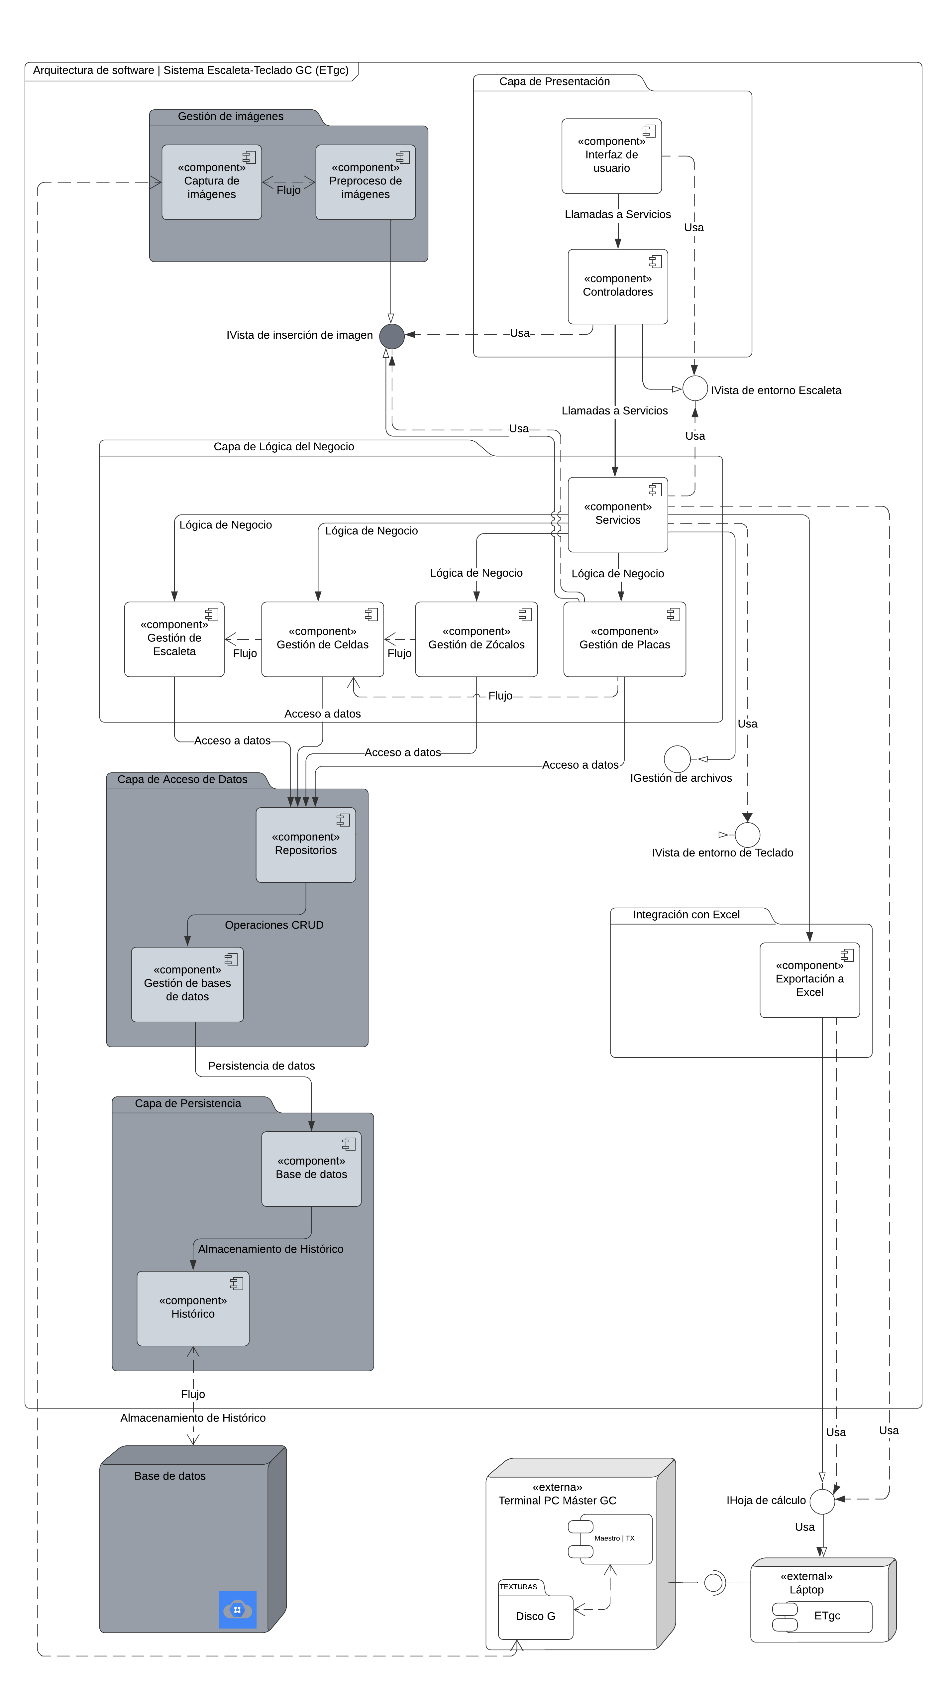 Arquitectura de software | Sistema Escaleta-Teclado GC (ETgc)
Capa de Presentación
Gestión de imágenes
«component»
Interfaz de
usuario
«component»
Captura de
imágenes
Flujo
«component»
Preproceso de
imágenes
Llamadas a Servicios
Usa
«component»
Controladores
IVista de inserción de imagen
Usa
IVista de entorno Escaleta
Llamadas a Servicios
Usa
Usa
Capa de Lógica del Negocio
«component»
Servicios
Lógica de Negocio
Lógica de Negocio
Lógica de Negocio
Lógica de Negocio
«component»
Gestión de
Escaleta
Flujo
«component»
Gestión de Celdas
Flujo
«component»
Gestión de Zócalos
«component»
Gestión de Placas
Flujo
Acceso a datos
Usa
Acceso a datos
Acceso a datos
Acceso a datos
IGestión de archivos
Capa de Acceso de Datos
«component»
Repositorios
IVista de entorno de Teclado
Operaciones CRUD
Integración con Excel
«component»
Gestión de bases
de datos
«component»
Exportación a
Excel
Persistencia de datos
Capa de Persistencia
«component»
Base de datos
Almacenamiento de Histórico
«component»
Histórico
Flujo
Almacenamiento de Histórico
Usa
Usa
Base de datos
«externa»
Terminal PC Máster GC
Maestro | TX
TEXTURAS
Disco G
IHoja de cálculo
Usa
«external»
Láptop
ETgc